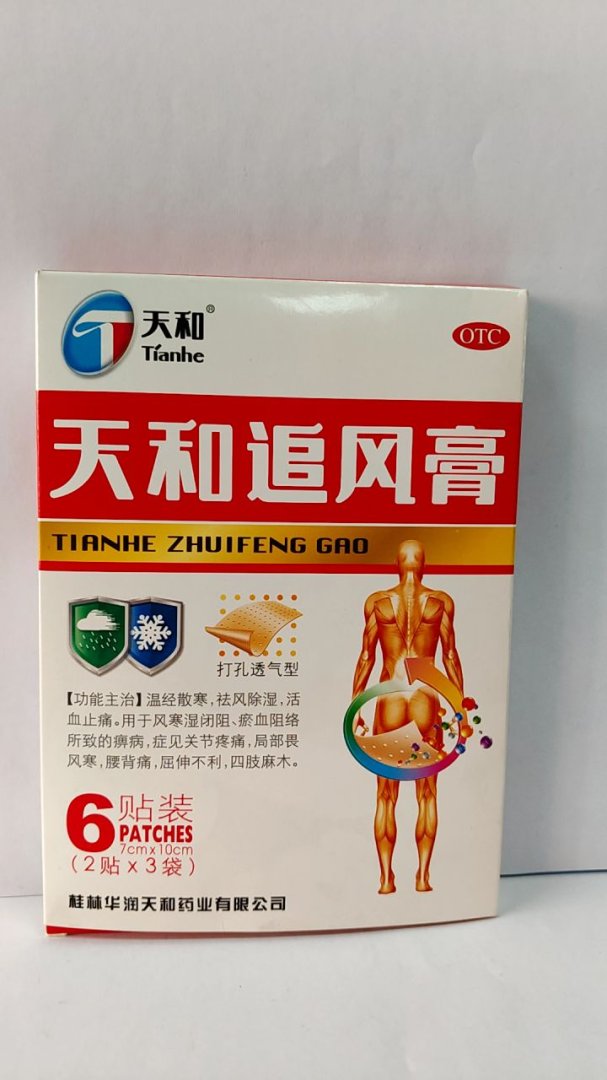 天和®
Tianhe
OTC
天和追风膏
TIANHE ZHUIFENG GAO
打孔透气型
【功能主治】温经散寒，祛风除湿，活
血止痛。用于风寒湿闭阻、瘀血阻络
所致的痹病，症见关节疼痛，局部畏
风寒，腰背痛，屈伸不利，四肢麻木。
6贴装
PATCHES
7cmx10cm
(2贴x3袋)
桂林华润天和药业有限公司